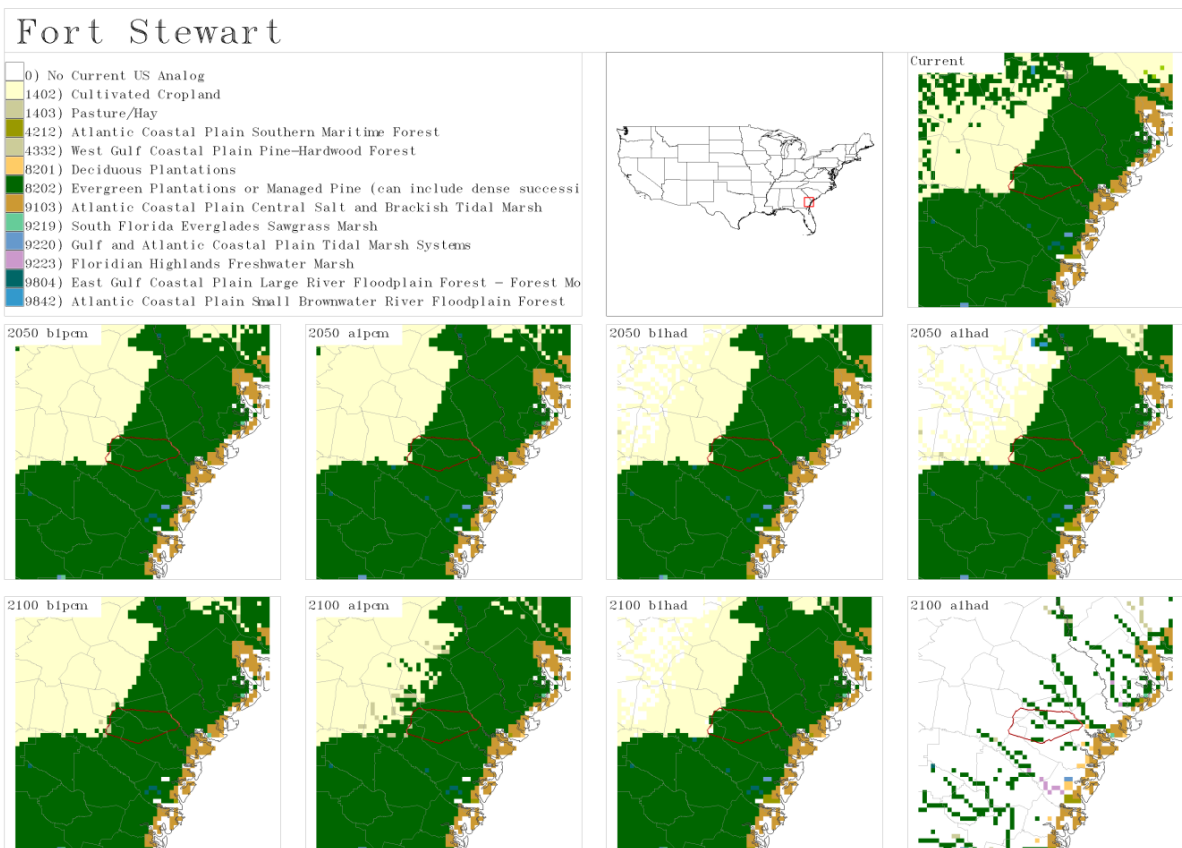 Fort Stewart
0) No Current US Analog
1402) Cultivated Cropland
1403) Pasture/Hay
4212) Atlantic Coastal Plain Southern Maritime Forest
4332) West Gulf Coastal Plain Pine-Hardwood Forest
8201) Deciduous Plantations
8202) Evergreen Plantations or Managed Pine (can include dense successi
9103) Atlantic Coastal Plain Central Salt and Brackish Tidal Marsh
9219) South Florida Everglades Sawgrass Marsh
9220) Gulf and Atlantic Coastal Plain Tidal Marsh Systems
9223) Floridian Highlands Freshwater Marsh
9804) East Gulf Coastal Plain Large River Floodplain Forest - Forest Mo
9842) Atlantic Coastal Plain Small Brownwater River Floodplain Forest
Current
2050 b1pcm
2050 a1pcm
2050 b1had
2050 a1had
2100 b1pcm
2100 a1pcm
2100 b1had
2100 a1had